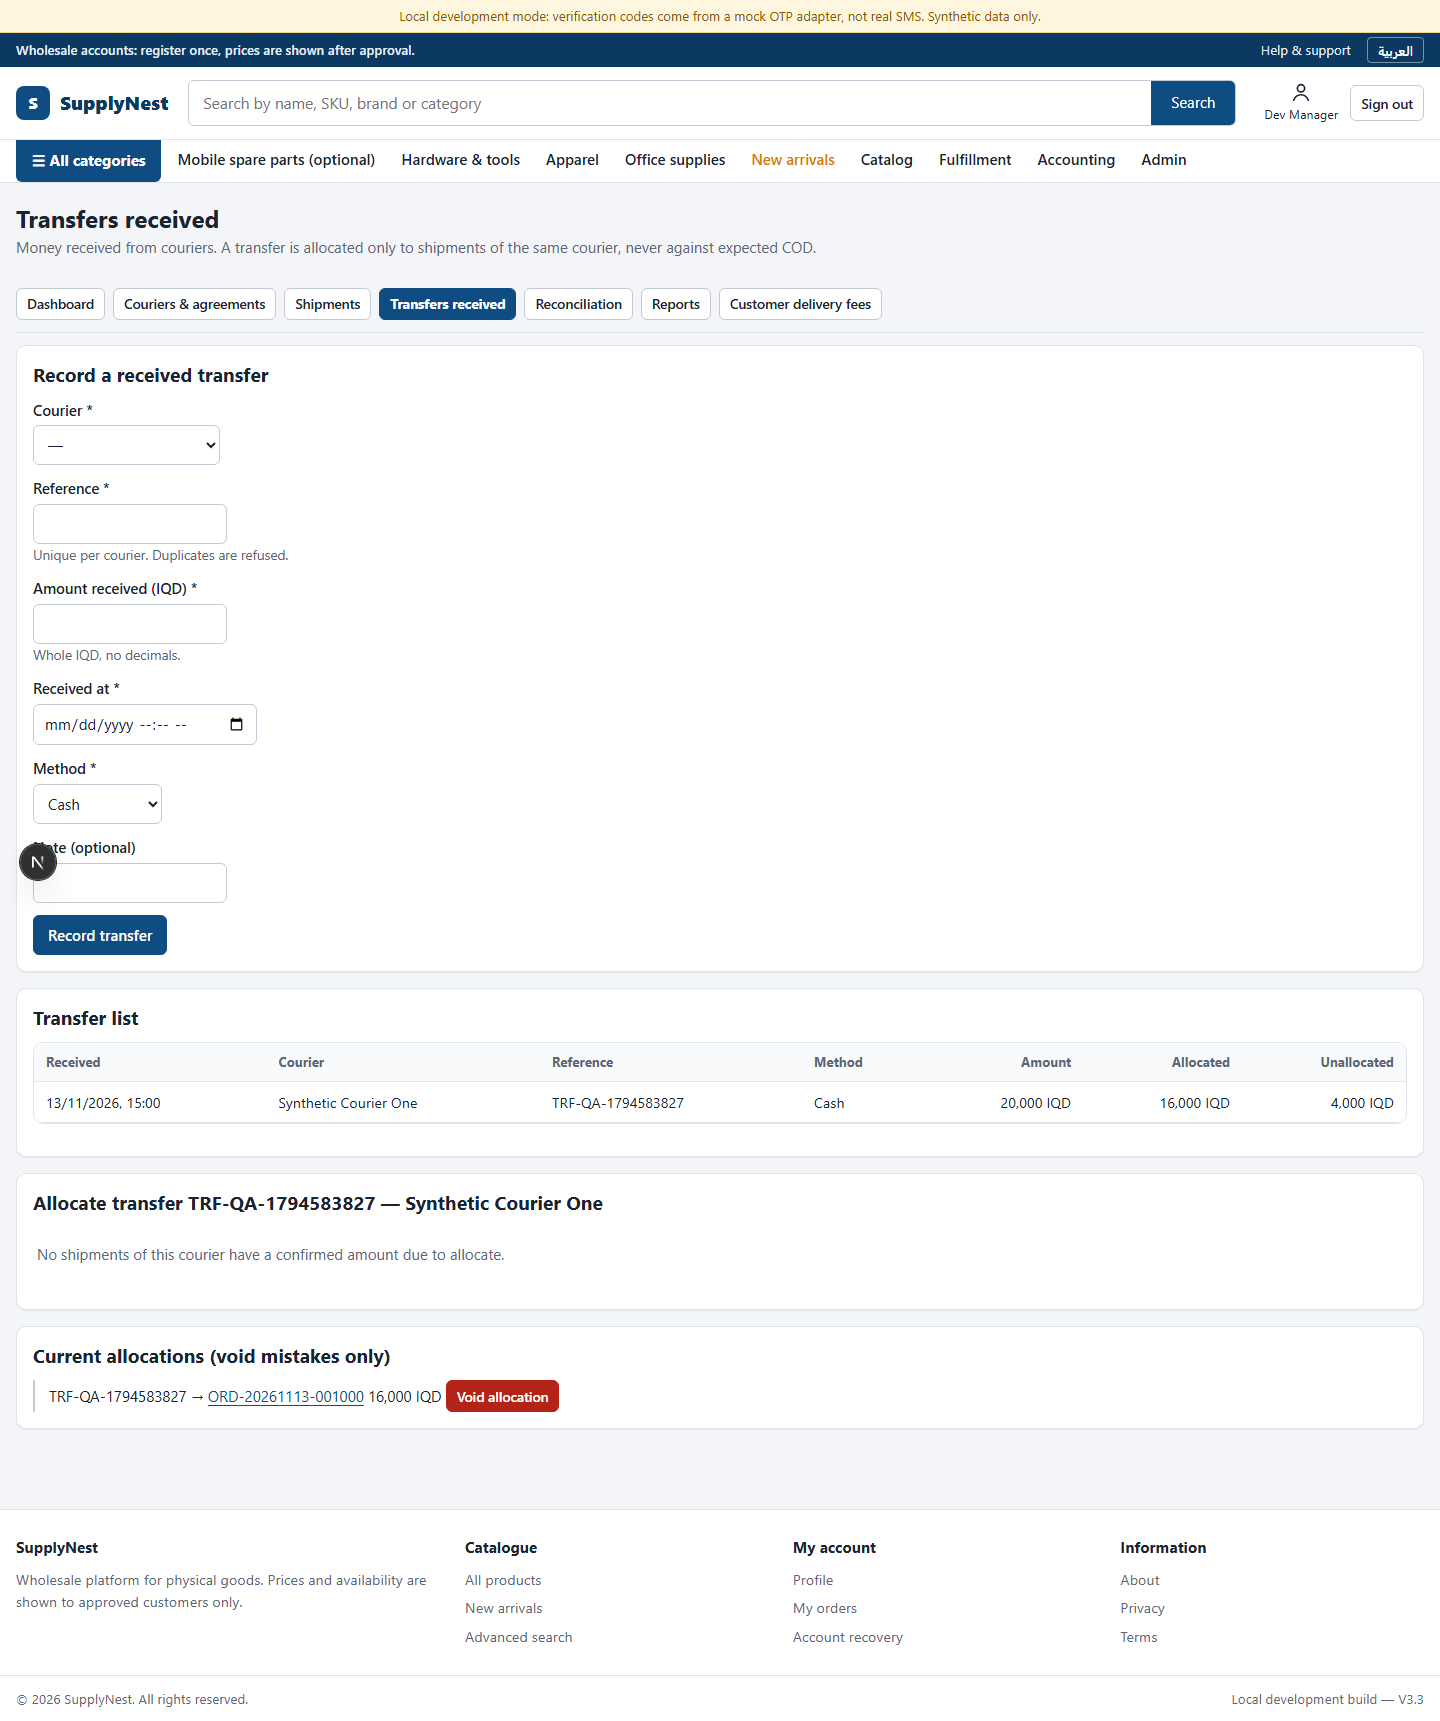 Local development mode: verification codes come from a mock OTP adapter, not real SMS. Synthetic data only.
Wholesale accounts: register once, prices are shown after approval.
Help & support
العربية
S
SupplyNest
Search by name, SKU, brand or category
Search
Dev Manager
Sign out
☰ All categories
Mobile spare parts (optional)
Hardware & tools
Apparel
Office supplies
New arrivals
Catalog
Fulfillment
Accounting
Admin
Transfers received
Money received from couriers. A transfer is allocated only to shipments of the same courier, never against expected COD.
Dashboard
Couriers & agreements
Shipments
Transfers received
Reconciliation
Reports
Customer delivery fees
Record a received transfer
Courier *
—
Reference *
Unique per courier. Duplicates are refused.
Amount received (IQD) *
Whole IQD, no decimals.
Received at *
mm/dd/yyyy --:-- --
Method *
Cash
(optional)
N
Record transfer
Transfer list
Received Courier Reference Method Amount Allocated Unallocated
13/11/2026, 15:00 Synthetic Courier One TRF-QA-1794583827 Cash 20,000 IQD 16,000 IQD 4,000 IQD
Allocate transfer TRF-QA-1794583827 — Synthetic Courier One
No shipments of this courier have a confirmed amount due to allocate.
Current allocations (void mistakes only)
TRF-QA-1794583827 → ORD-20261113-001000 16,000 IQD Void allocation
SupplyNest
Wholesale platform for physical goods. Prices and availability are
shown to approved customers only.
Catalogue
All products
New arrivals
Advanced search
My account
Profile
My orders
Account recovery
Information
About
Privacy
Terms
© 2026 SupplyNest. All rights reserved.
Local development build — V3.3